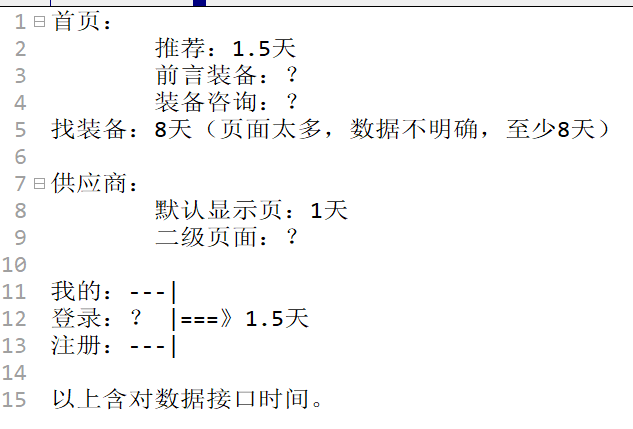 1 首页：
2 推荐：1.5天
3 前言装备：？
4 装备咨询：？
5 找装备：8天（页面太多，数据不明确，至少8天）
6
7 供应商：
8 默认显示页：1天
9 二级页面：？
10
11 我的：---|
12 登录：？ |===》1.5天
13 注册：---|
14
15 以上含对数据接口时间。